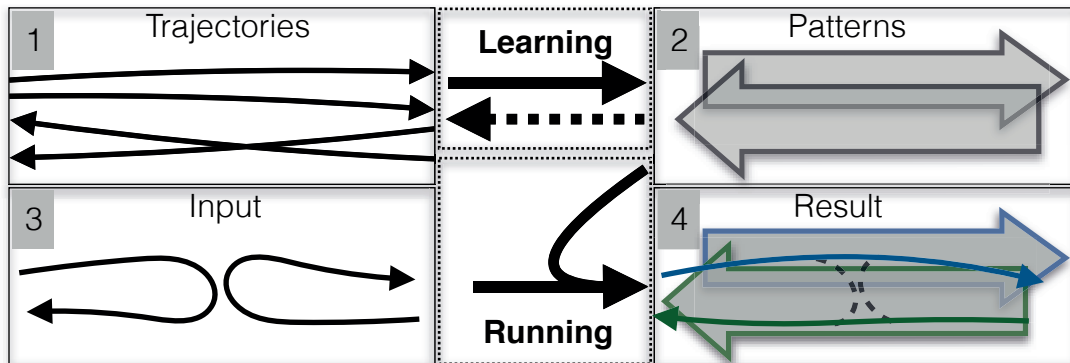 1
Trajectories
Learning
2
Patterns
3
Input
Running
4
Result